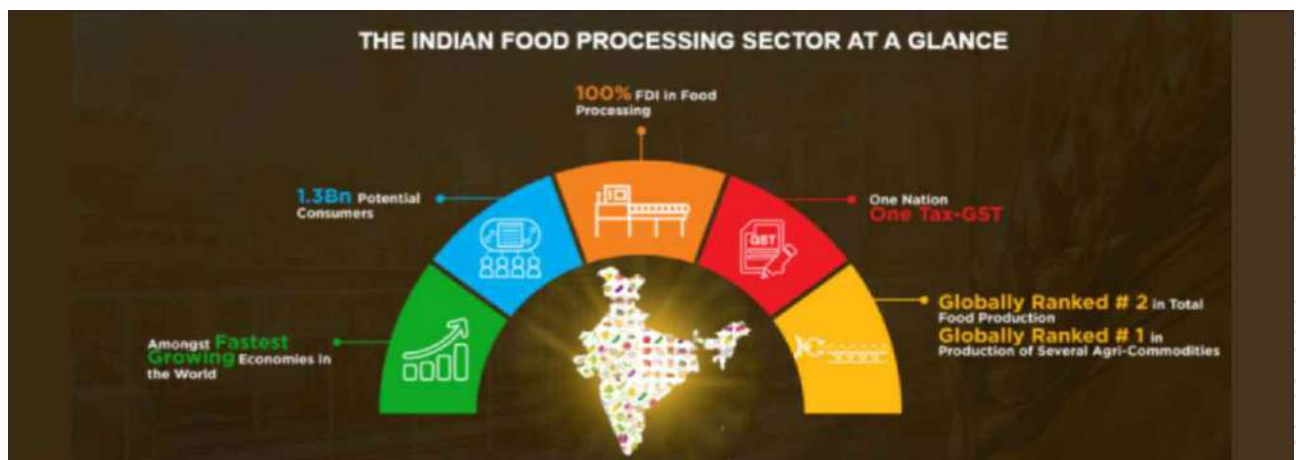 THE INDIAN FOOD PROCESSING SECTOR AT A GLANCE
100% FDI in Food
Processing
1.3Bn Potential
Consumers
One Nation
One Tax-GST
GST
Amongst Fastest
Growing Economies in
the World
Globally Ranked # 2 in Total
Food Production
Globally Ranked # 1 in
Production of Several Agri-Commodities